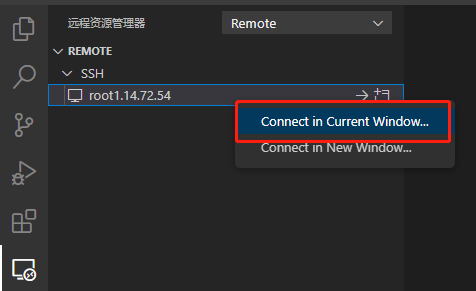 远程资源管理器 Remote
REMOTE
SSH
root1.14.72.54
Connect in Current Window...
Connect in New Window...